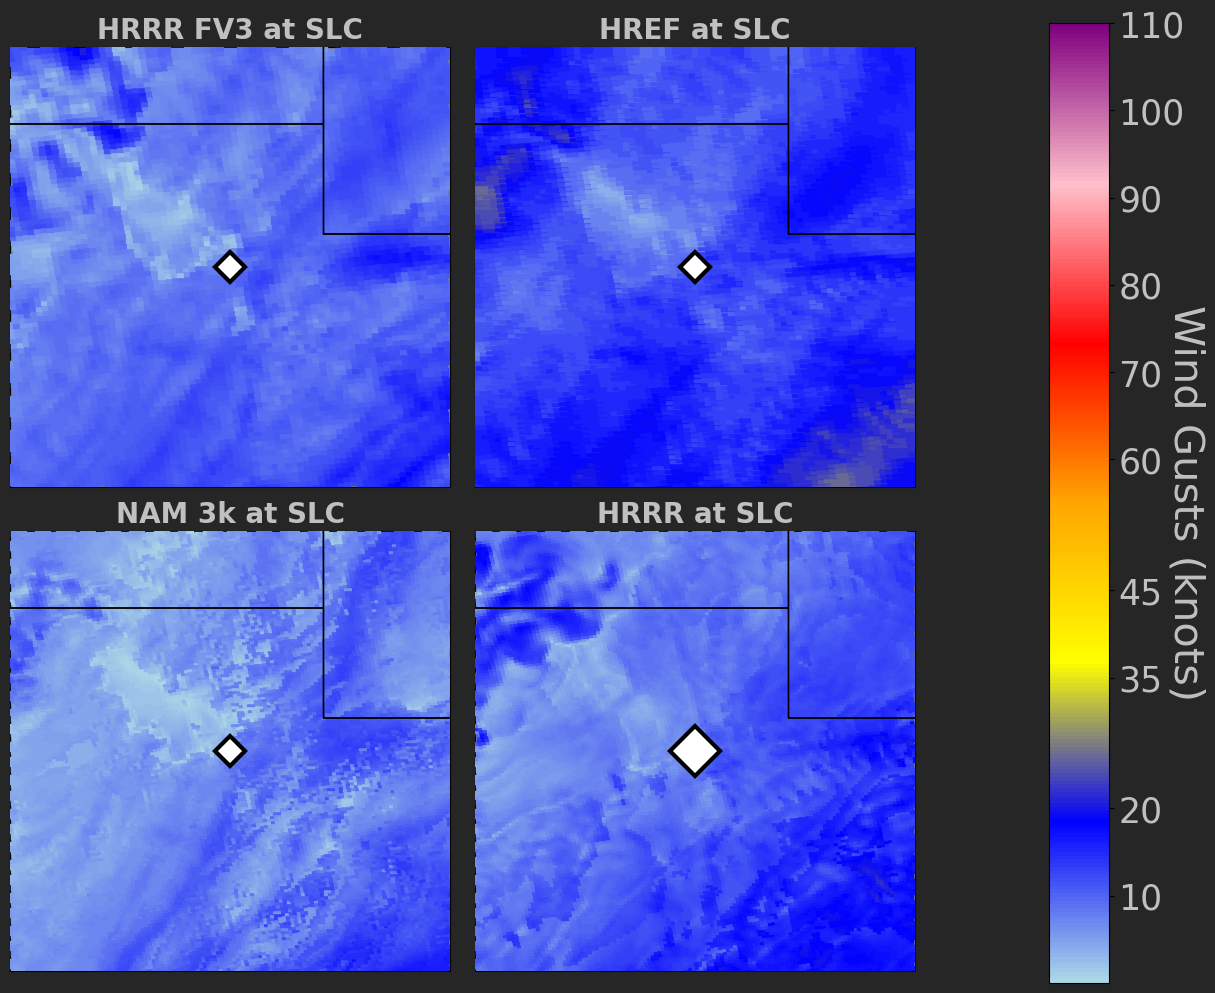 HRRR FV3 at SLC
HREF at SLC
NAM 3k at SLC
HRRR at SLC
110
100
90
80
70
60
45
35
20
10
Wind Gusts (knots)